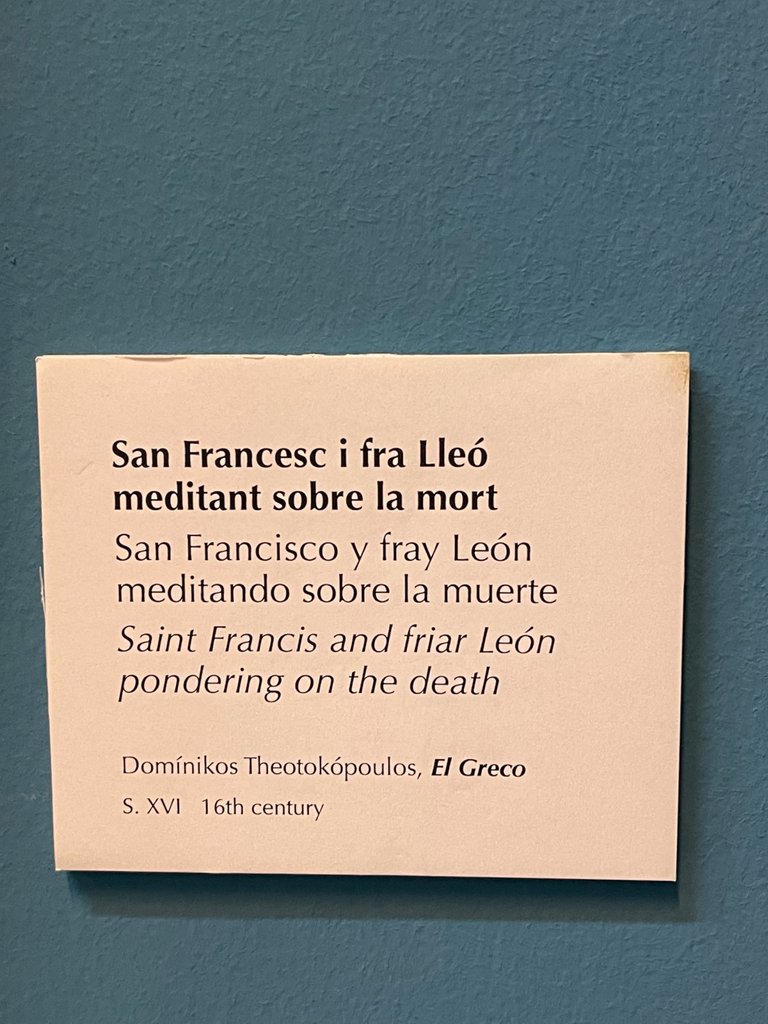 San Francesc i fra Lleó
meditant sobre la mort
San Francisco y fray León
meditando sobre la muerte
Saint Francis and friar León
pondering on the death
Domínikos Theotokópoulos, El Greco
S. XVI 16th century